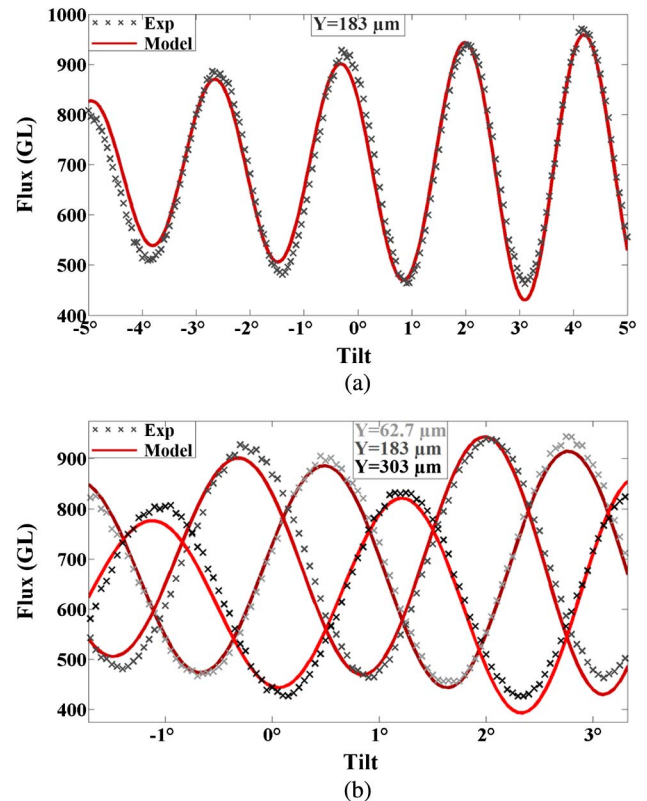 1000
900
800
700
600
500
400
Flux (GL)
×××× Exp
Model
Y=183 µm
-5° -4° -3° -2° -1° 0° 1° 2° 3° 4° 5°
Tilt
(a)
900
800
700
600
500
400
Flux (GL)
×××× Exp
Model
Y=62.7 µm
Y=183 µm
Y=303 µm
-1° 0° 1° 2° 3°
Tilt
(b)